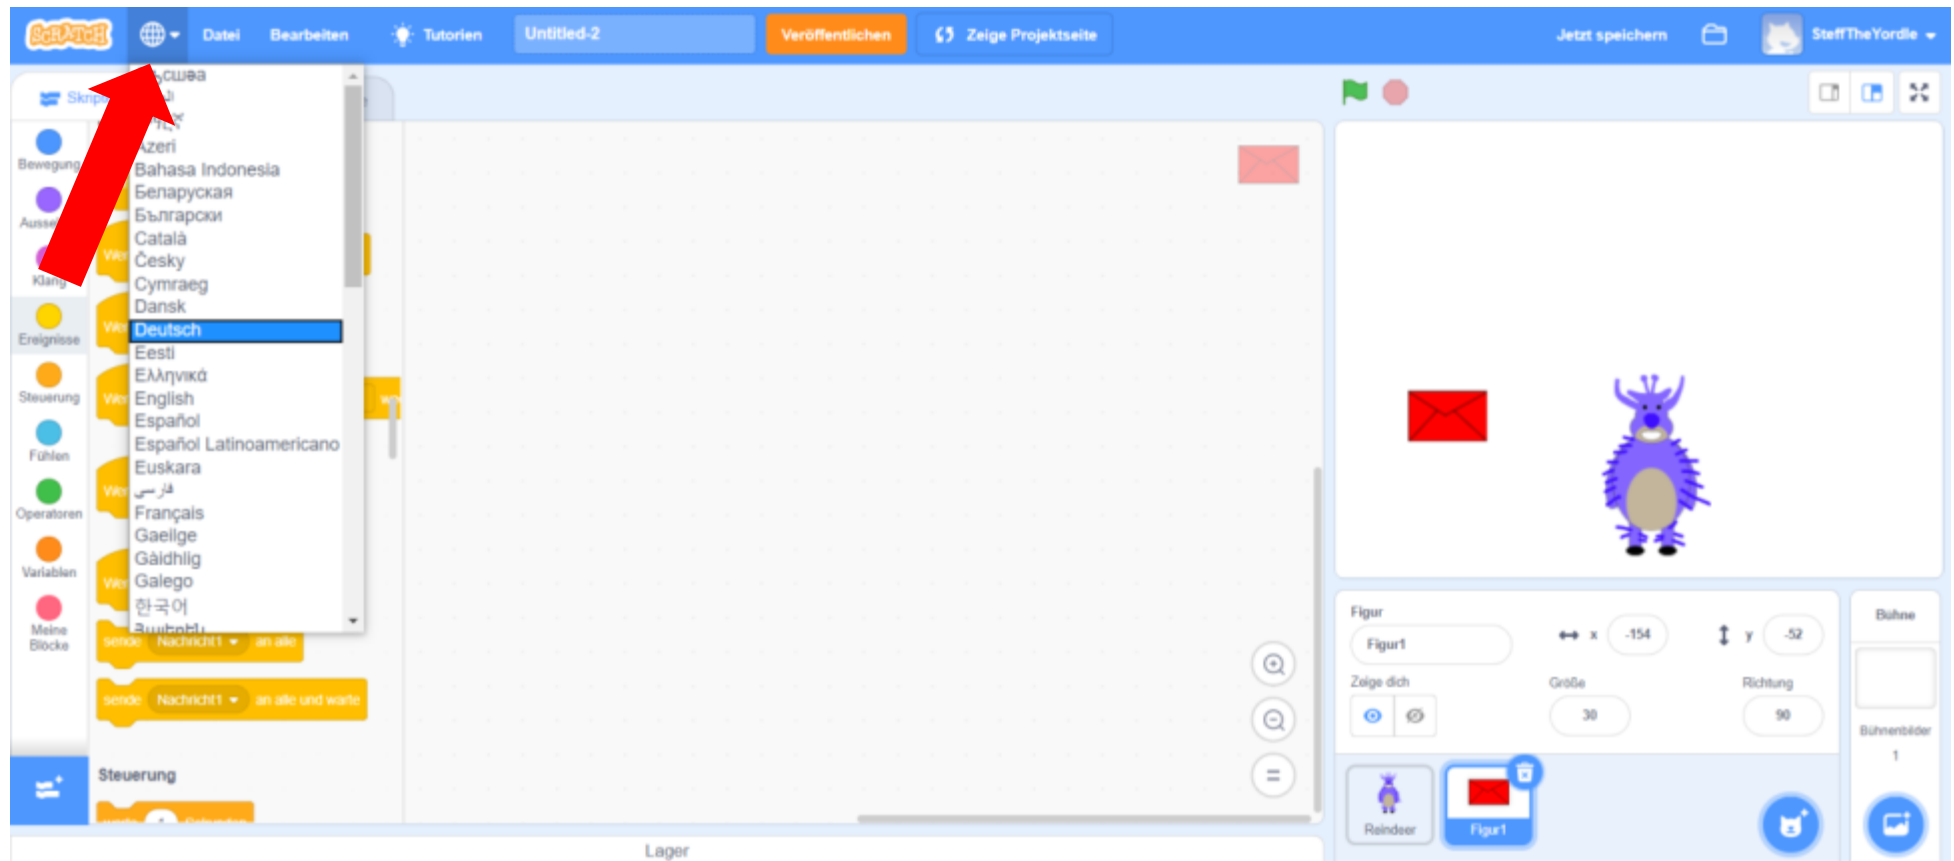 SCRATCH
Datei
Bearbeiten
Tutorien
Untitled-2
Veröffentlichen
Zeige Projektseite
Jetzt speichern
SteffTheYordle
Azeri
Bahasa Indonesia
Беларуская
Български
Català
Česky
Cymraeg
Dansk
Deutsch
Eesti
Ελληνικά
English
Español
Español Latinoamericano
Euskara
فارسی
Français
Gaeilge
Gàidhlig
Galego
한국어
Bewegung
Klang
Ereignisse
Steuerung
Fühlen
Operatoren
Variablen
Meine
Blöcke
sende Nachricht1 an alle
sende Nachricht1 an alle und warte
Steuerung
Lager
Figur
Figur1
x -154
y -52
Zeige dich
Größe
30
Richtung
90
Reindeer
Figur1
Bühne
Bühnenbilder
1